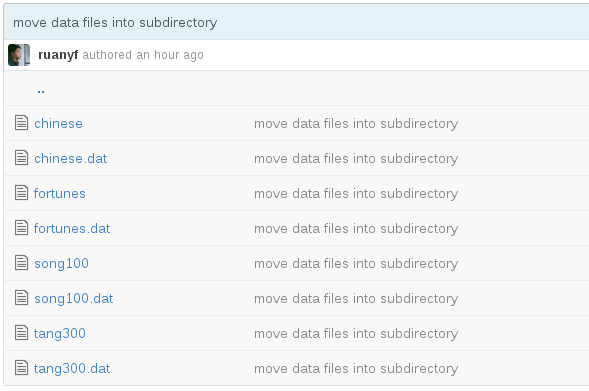 move data files into subdirectory
ruanyf authored an hour ago
..
chinese move data files into subdirectory
chinese.dat move data files into subdirectory
fortunes move data files into subdirectory
fortunes.dat move data files into subdirectory
song100 move data files into subdirectory
song100.dat move data files into subdirectory
tang300 move data files into subdirectory
tang300.dat move data files into subdirectory